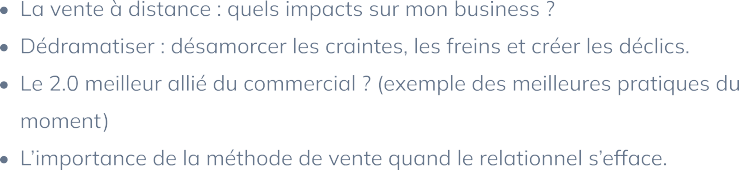 • La vente à distance : quels impacts sur mon business ?
• Dédramatiser : désamorcer les craintes, les freins et créer les déclics.
• Le 2.0 meilleur allié du commercial ? (exemple des meilleures pratiques du
moment)
• L’importance de la méthode de vente quand le relationnel s’efface.